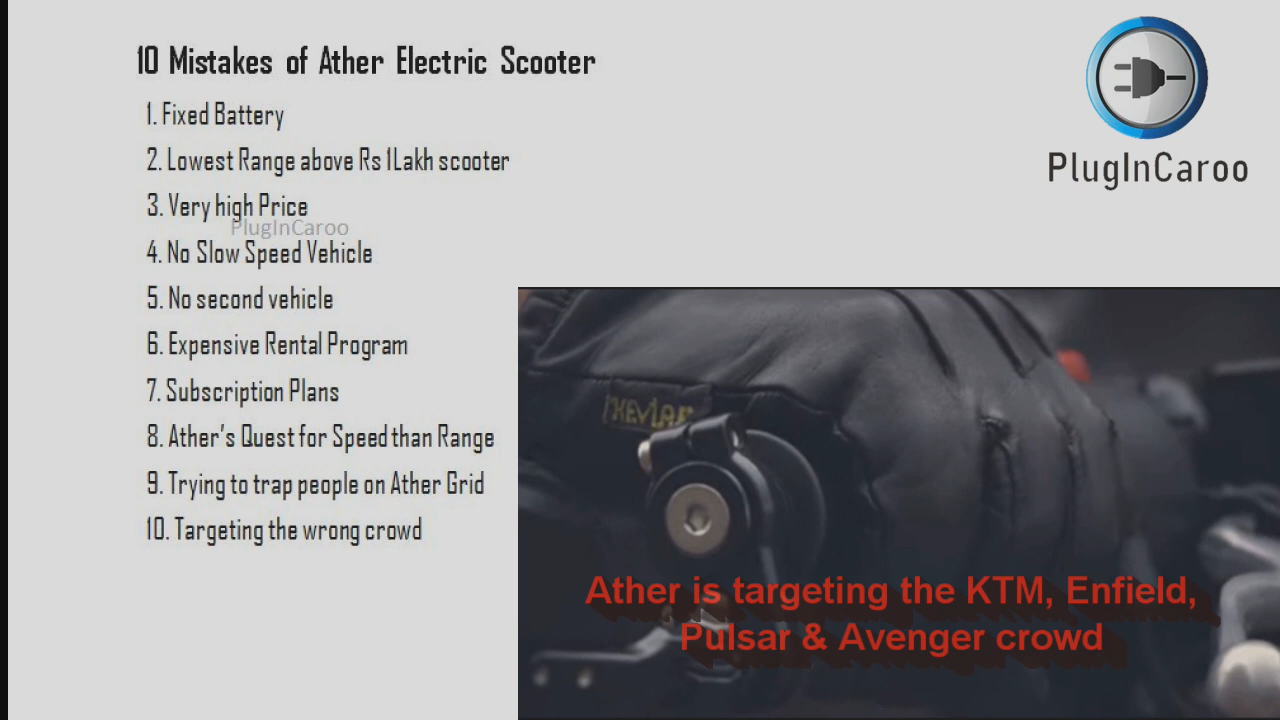 10 Mistakes of Ather Electric Scooter
1. Fixed Battery
2. Lowest Range above Rs 1Lakh scooter
3. Very high Price
PlugInCaroo
4. No Slow Speed Vehicle
5. No second vehicle
6. Expensive Rental Program
7. Subscription Plans
8. Ather's Quest for Speed than Range
9. Trying to trap people on Ather Grid
10. Targeting the wrong crowd
PlugInCaroo
KEVLAR
Ather is targeting the KTM, Enfield,
Pulsar & Avenger crowd